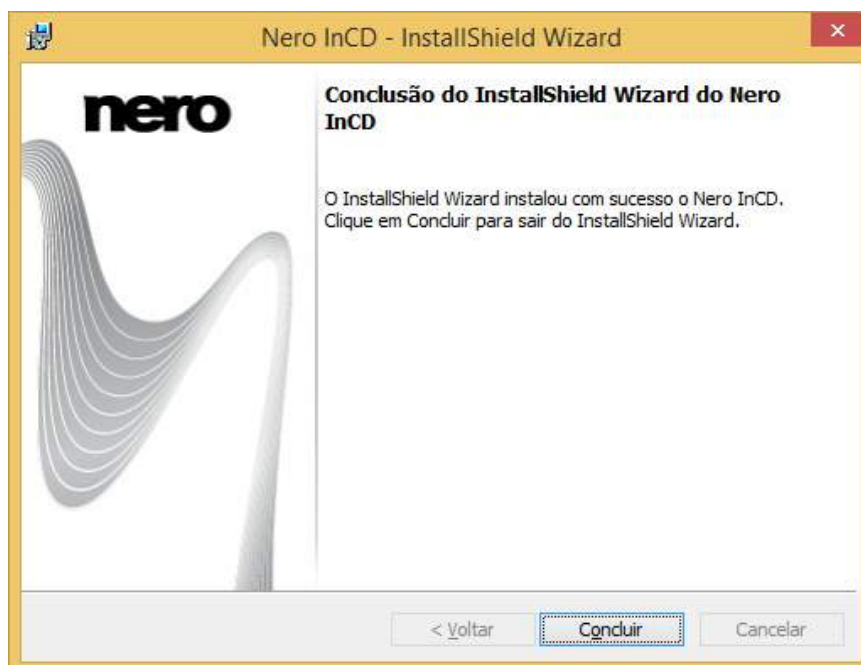 Nero InCD - InstallShield Wizard
nero
Conclusão do InstallShield Wizard do Nero
InCD
O InstallShield Wizard instalou com sucesso o Nero InCD.
Clique em Concluir para sair do InstallShield Wizard.
< Voltar
Concluir
Cancelar